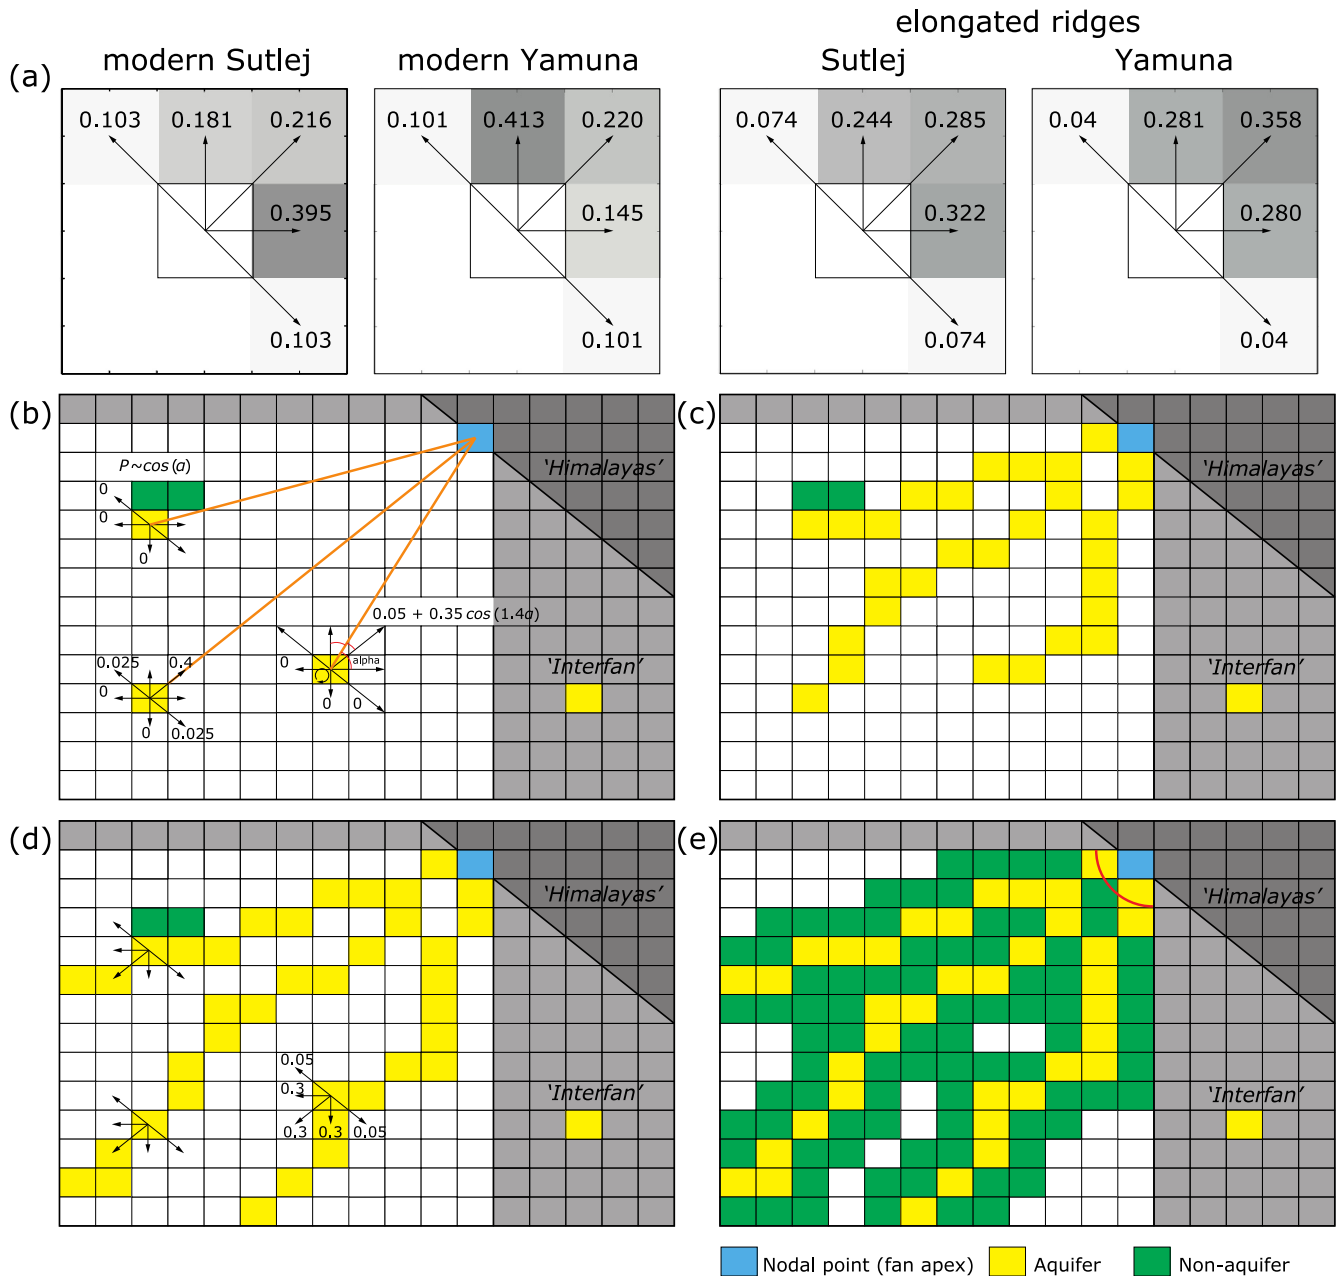 elongated ridges
modern Sutlej
modern Yamuna
Sutlej
Yamuna
(a)
0.103 0.181 0.216
0.395
0.103
0.101 0.413 0.220
0.145
0.101
0.074 0.244 0.285
0.322
0.074
0.04 0.281 0.358
0.280
0.04
(b)
P~cos(a)
0
0
0
'Himalayas'
0.05 + 0.35 cos(1.4a)
0.025 0.4
0
0
0.025
0
alpha
0 0
'Interfan'
(c)
'Himalayas'
'Interfan'
(d)
'Himalayas'
0.05
0.3
0.3 0.3 0.05
'Interfan'
(e)
'Himalayas'
'Interfan'
Nodal point (fan apex)
Aquifer
Non-aquifer